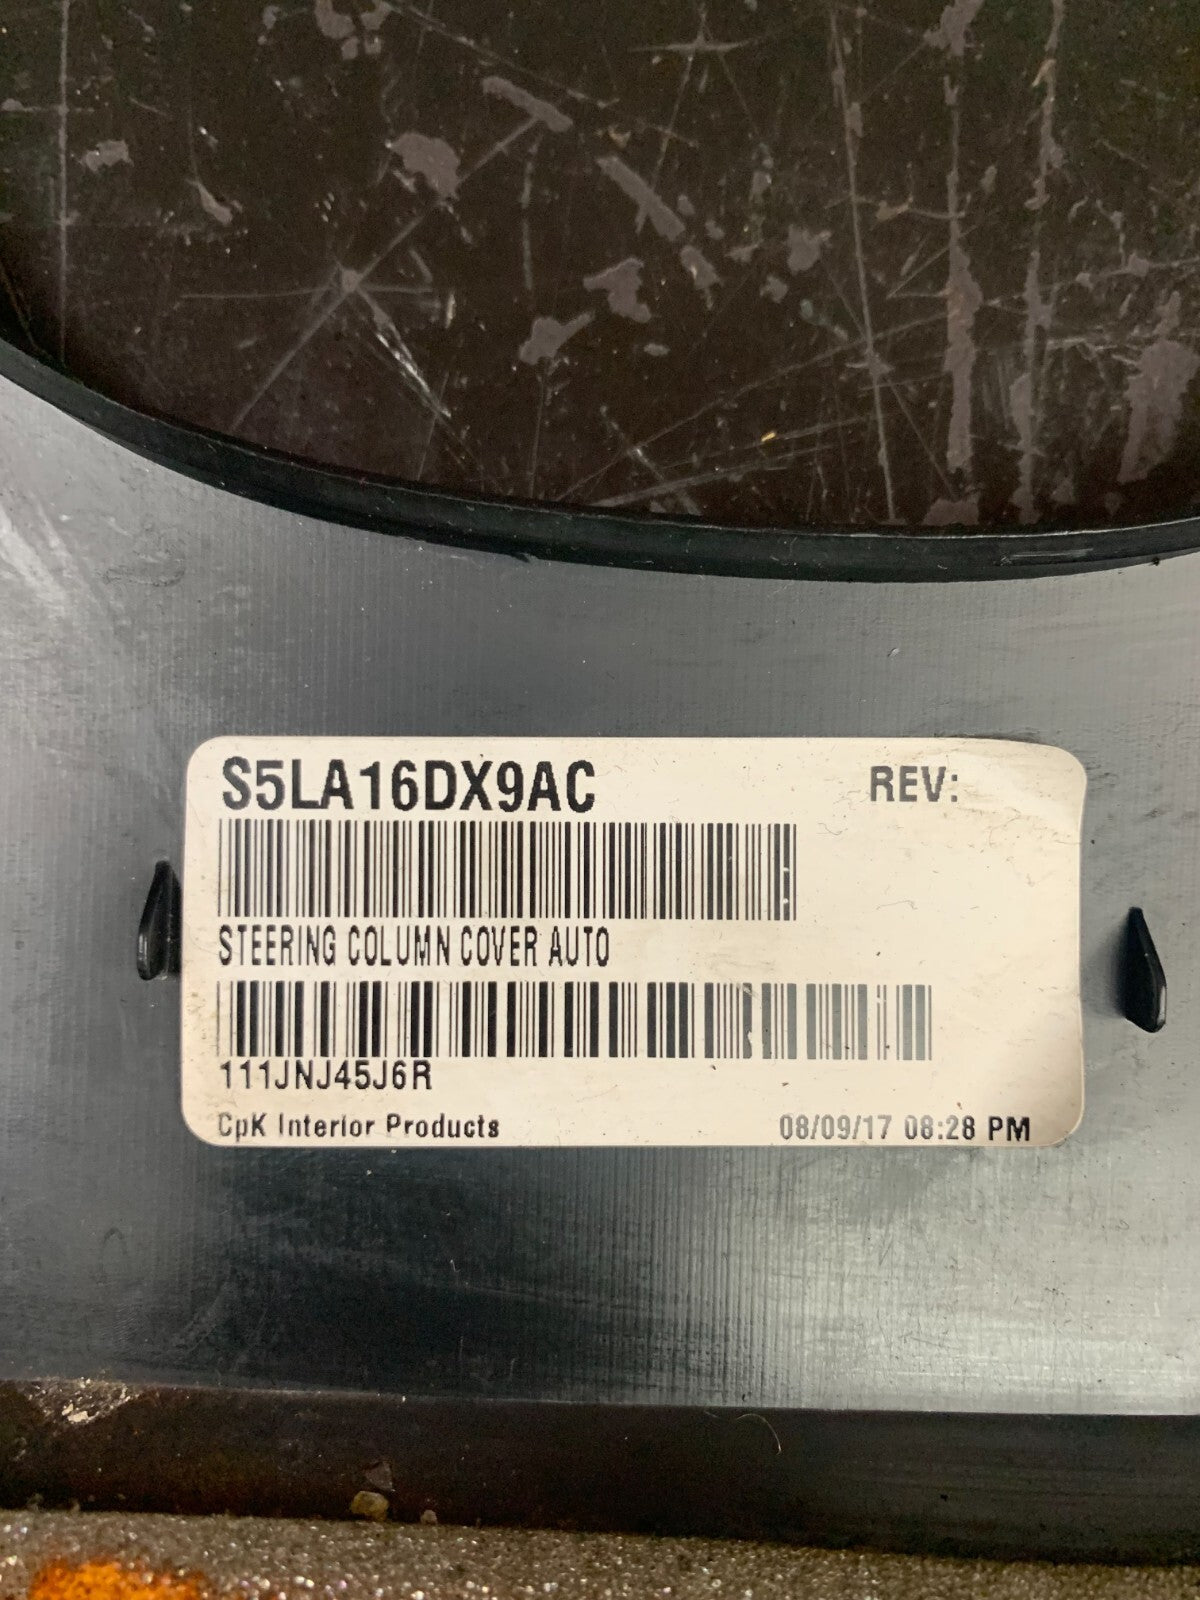 S5LA16DX9AC REV:
STEERING COLUMN COVER AUTO
111JNJ45J6R
CpK Interior Products 08/09/17 08:28 PM